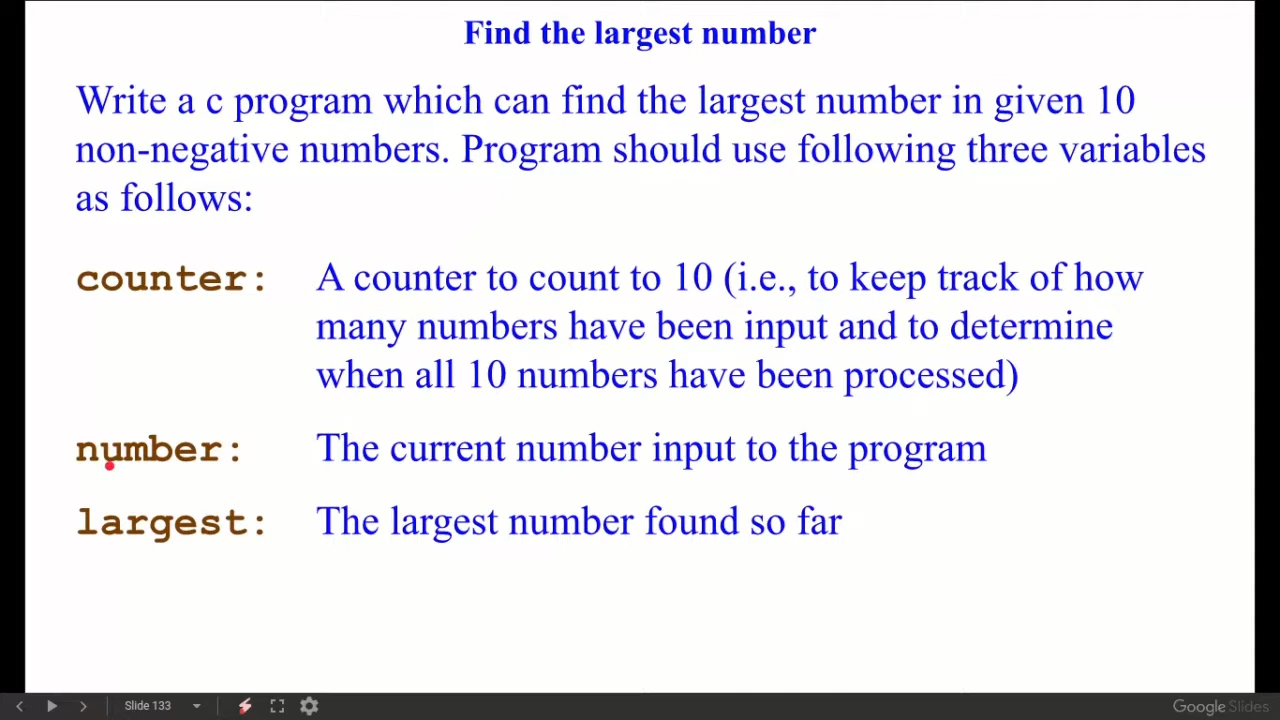 Find the largest number
Write a c program which can find the largest number in given 10
non-negative numbers. Program should use following three variables
as follows:
counter: A counter to count to 10 (i.e., to keep track of how
many numbers have been input and to determine
when all 10 numbers have been processed)
number: The current number input to the program
largest: The largest number found so far
Slide 133
Google Slides